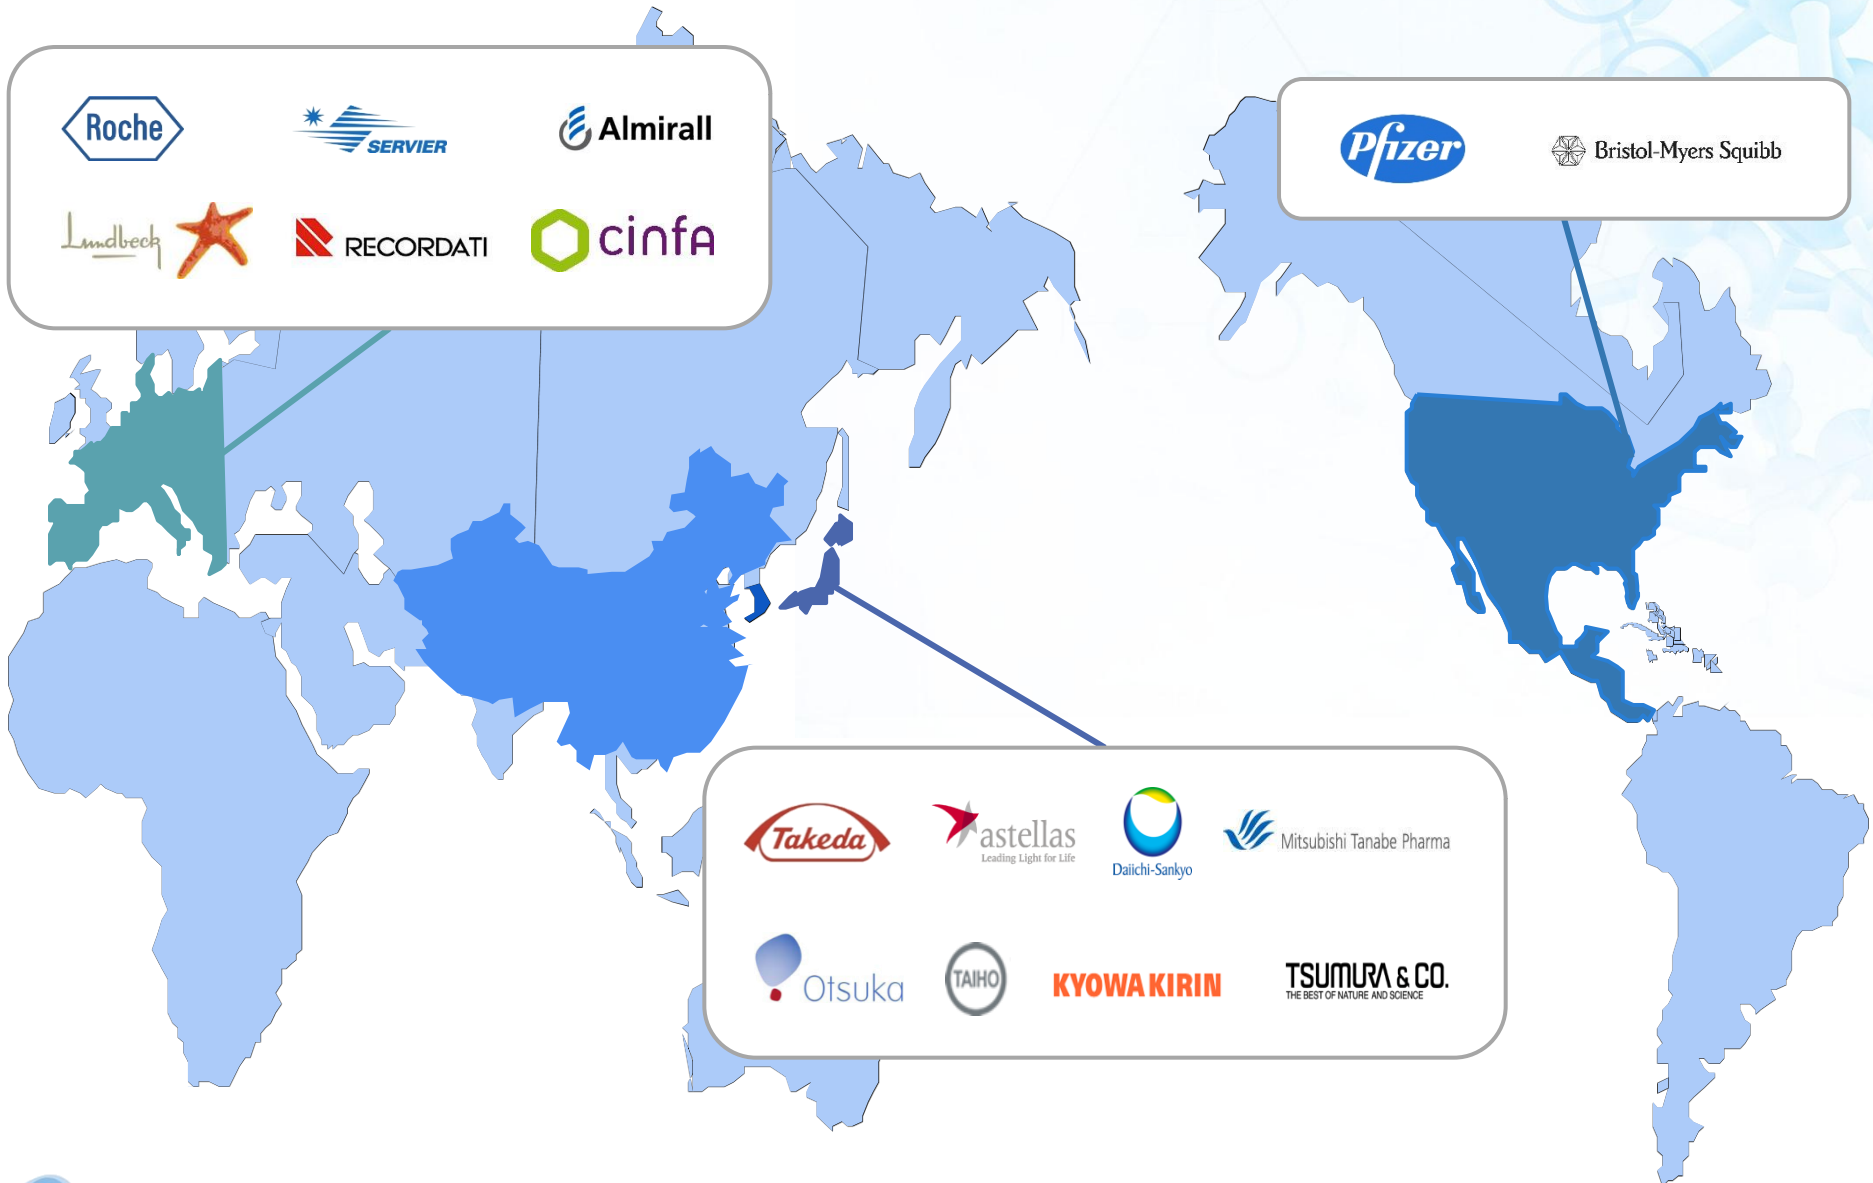 Roche
SERVIER
Almirall
Lundbeck
RECORDATI
cinfa
Pfizer
Bristol-Myers Squibb
Takeda
astellas
Leading Light for Life
Daiichi-Sankyo
Mitsubishi Tanabe Pharma
Otsuka
TAIHO
KYOWA KIRIN
TSUMURA & CO.
THE BEST OF NATURE AND SCIENCE